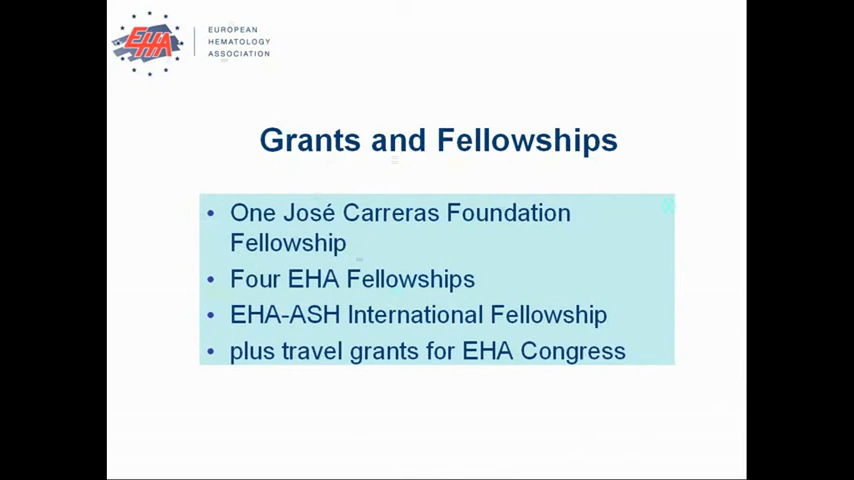 EHA
EUROPEAN
HEMATOLOGY
ASSOCIATION
Grants and Fellowships
• One José Carreras Foundation
Fellowship
• Four EHA Fellowships
• EHA-ASH International Fellowship
• plus travel grants for EHA Congress